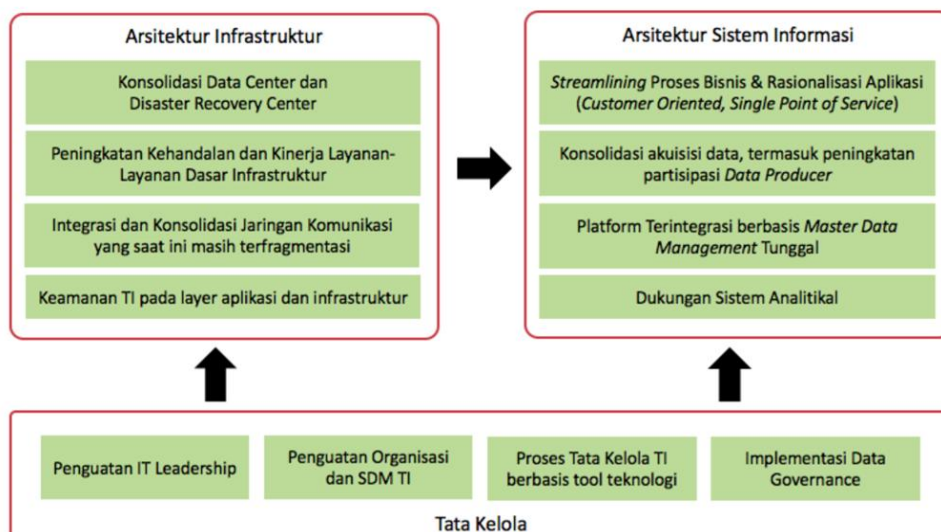 Arsitektur Infrastruktur
Konsolidasi Data Center dan
Disaster Recovery Center
Peningkatan Kehandalan dan Kinerja Layanan-
Layanan Dasar Infrastruktur
Integrasi dan Konsolidasi Jaringan Komunikasi
yang saat ini masih terfragmentasi
Keamanan TI pada layer aplikasi dan infrastruktur
Arsitektur Sistem Informasi
Streamlining Proses Bisnis & Rasionalisasi Aplikasi
(Customer Oriented, Single Point of Service)
Konsolidasi akuisisi data, termasuk peningkatan
partisipasi Data Producer
Platform Terintegrasi berbasis Master Data
Management Tunggal
Dukungan Sistem Analitikal
Penguatan IT Leadership
Penguatan Organisasi
dan SDM TI
Proses Tata Kelola TI
berbasis tool teknologi
Implementasi Data
Governance
Tata Kelola